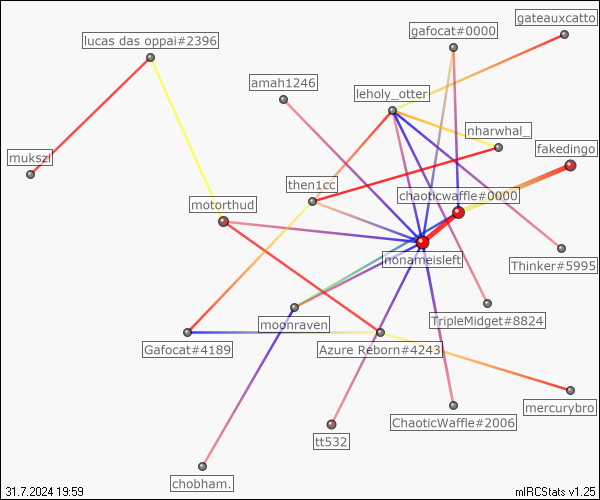 gateauxcatto
gafocat#0000
lucas das oppai#2396
amah1246
leholy_otter
nharwhal_
fakedingo
mukszi
then1cc
chaoticwaffle#0000
motorthud
nonameisleft
Thinker#5995
moonraven
TripleMidget#8824
Gafocat#4189
Azure Reborn#4243
mercurybro
ChaoticWaffle#2006
tt532
chobham.
31.7.2024 19:59
mIRCStats v1.25